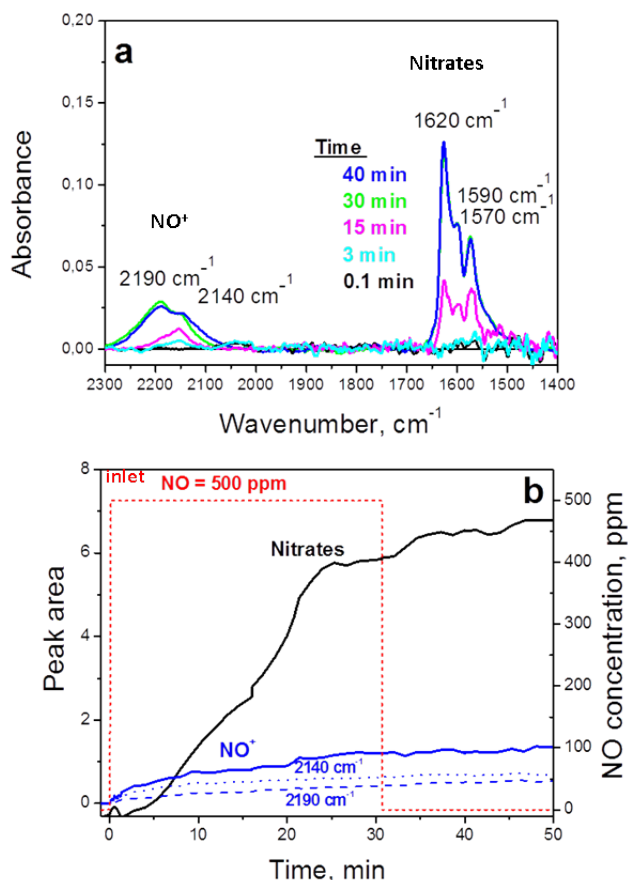 0,20
0,15
0,10
0,05
0,00
Absorbance
a
Nitrates
1620 cm⁻¹
1590 cm⁻¹
1570 cm⁻¹
Time
40 min
30 min
15 min
3 min
0.1 min
NO⁺
2190 cm⁻¹
2140 cm⁻¹
2300 2200 2100 2000 1900 1800 1700 1600 1500 1400
Wavenumber, cm⁻¹
inlet
NO = 500 ppm
b
8
6
4
2
0
Peak area
Nitrates
NO⁺
2140 cm⁻¹
2190 cm⁻¹
500
400
300
200
100
0
NO concentration, ppm
0 10 20 30 40 50
Time, min